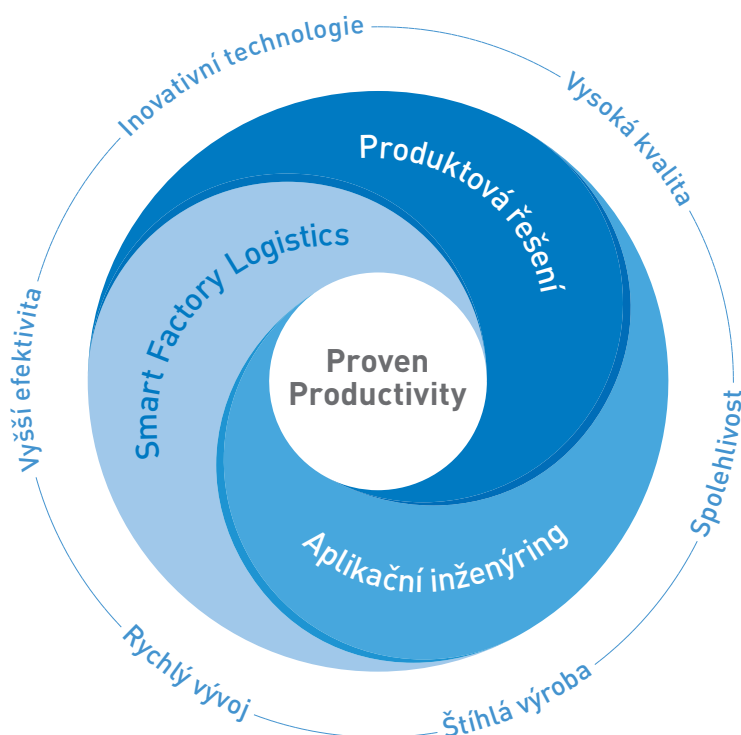 Inovativní technologie
Vysoká kvalita
Produktová řešení
Smart Factory Logistics
Proven
Productivity
Vyšší efektivita
Spolehlivost
Aplikační inženýring
Rychlý vývoj
Štíhlá výroba